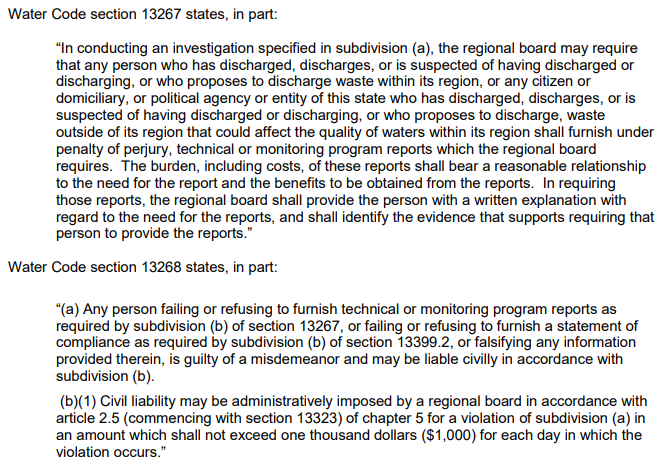 Water Code section 13267 states, in part:
“In conducting an investigation specified in subdivision (a), the regional board may require
that any person who has discharged, discharges, or is suspected of having discharged or
discharging, or who proposes to discharge waste within its region, or any citizen or
domiciliary, or political agency or entity of this state who has discharged, discharges, or is
suspected of having discharged or discharging, or who proposes to discharge, waste
outside of its region that could affect the quality of waters within its region shall furnish under
penalty of perjury, technical or monitoring program reports which the regional board
requires.  The burden, including costs, of these reports shall bear a reasonable relationship
to the need for the report and the benefits to be obtained from the reports.  In requiring
those reports, the regional board shall provide the person with a written explanation with
regard to the need for the reports, and shall identify the evidence that supports requiring that
person to provide the reports.”
Water Code section 13268 states, in part:
“(a) Any person failing or refusing to furnish technical or monitoring program reports as
required by subdivision (b) of section 13267, or failing or refusing to furnish a statement of
compliance as required by subdivision (b) of section 13399.2, or falsifying any information
provided therein, is guilty of a misdemeanor and may be liable civilly in accordance with
subdivision (b).
(b)(1) Civil liability may be administratively imposed by a regional board in accordance with
article 2.5 (commencing with section 13323) of chapter 5 for a violation of subdivision (a) in
an amount which shall not exceed one thousand dollars ($1,000) for each day in which the
violation occurs.”